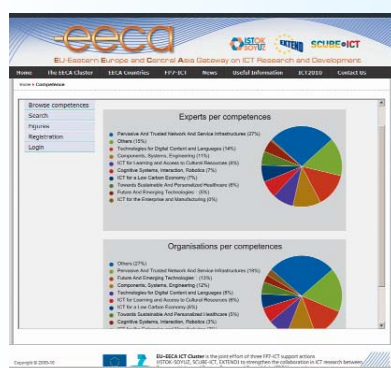 eeca
ISTOK SOYUZ EXTEND SCUBE•ICT
EU-Eastern Europe and Central Asia Gateway on ICT Research and Development
Home The EECA Cluster EECA Countries FP7-ICT News Useful Information ICT2010 Contact Us
Home > Competence
Browse competences
Search
Figures
Registration
Login
Experts per competences
Pervasive And Trusted Network And Service Infrastructures (27%)
Others (15%)
Technologies for Digital Content and Languages (14%)
Components, Systems, Engineering (11%)
ICT for Learning and Access to Cultural Resources (8%)
Cognitive Systems, Interaction, Robotics (7%)
ICT for a Low Carbon Economy (7%)
Towards Sustainable And Personalized Healthcare (6%)
Future And Emerging Technologies (5%)
ICT for the Enterprise and Manufacturing (0%)
Organisations per competences
Others (27%)
Pervasive And Trusted Network And Service Infrastructures (19%)
Future And Emerging Technologies (13%)
Components, Systems, Engineering (12%)
Technologies for Digital Content and Languages (8%)
ICT for Learning and Access to Cultural Resources (6%)
ICT for a Low Carbon Economy (6%)
Towards Sustainable And Personalized Healthcare (5%)
Cognitive Systems, Interaction, Robotics (3%)
Copyright © 2009-10
EU-EECA ICT Cluster is the joint effort of three FP7-ICT support actions
(ISTOK-SOYUZ, SCUBE-ICT, EXTEND) to strengthen the collaboration in ICT research between